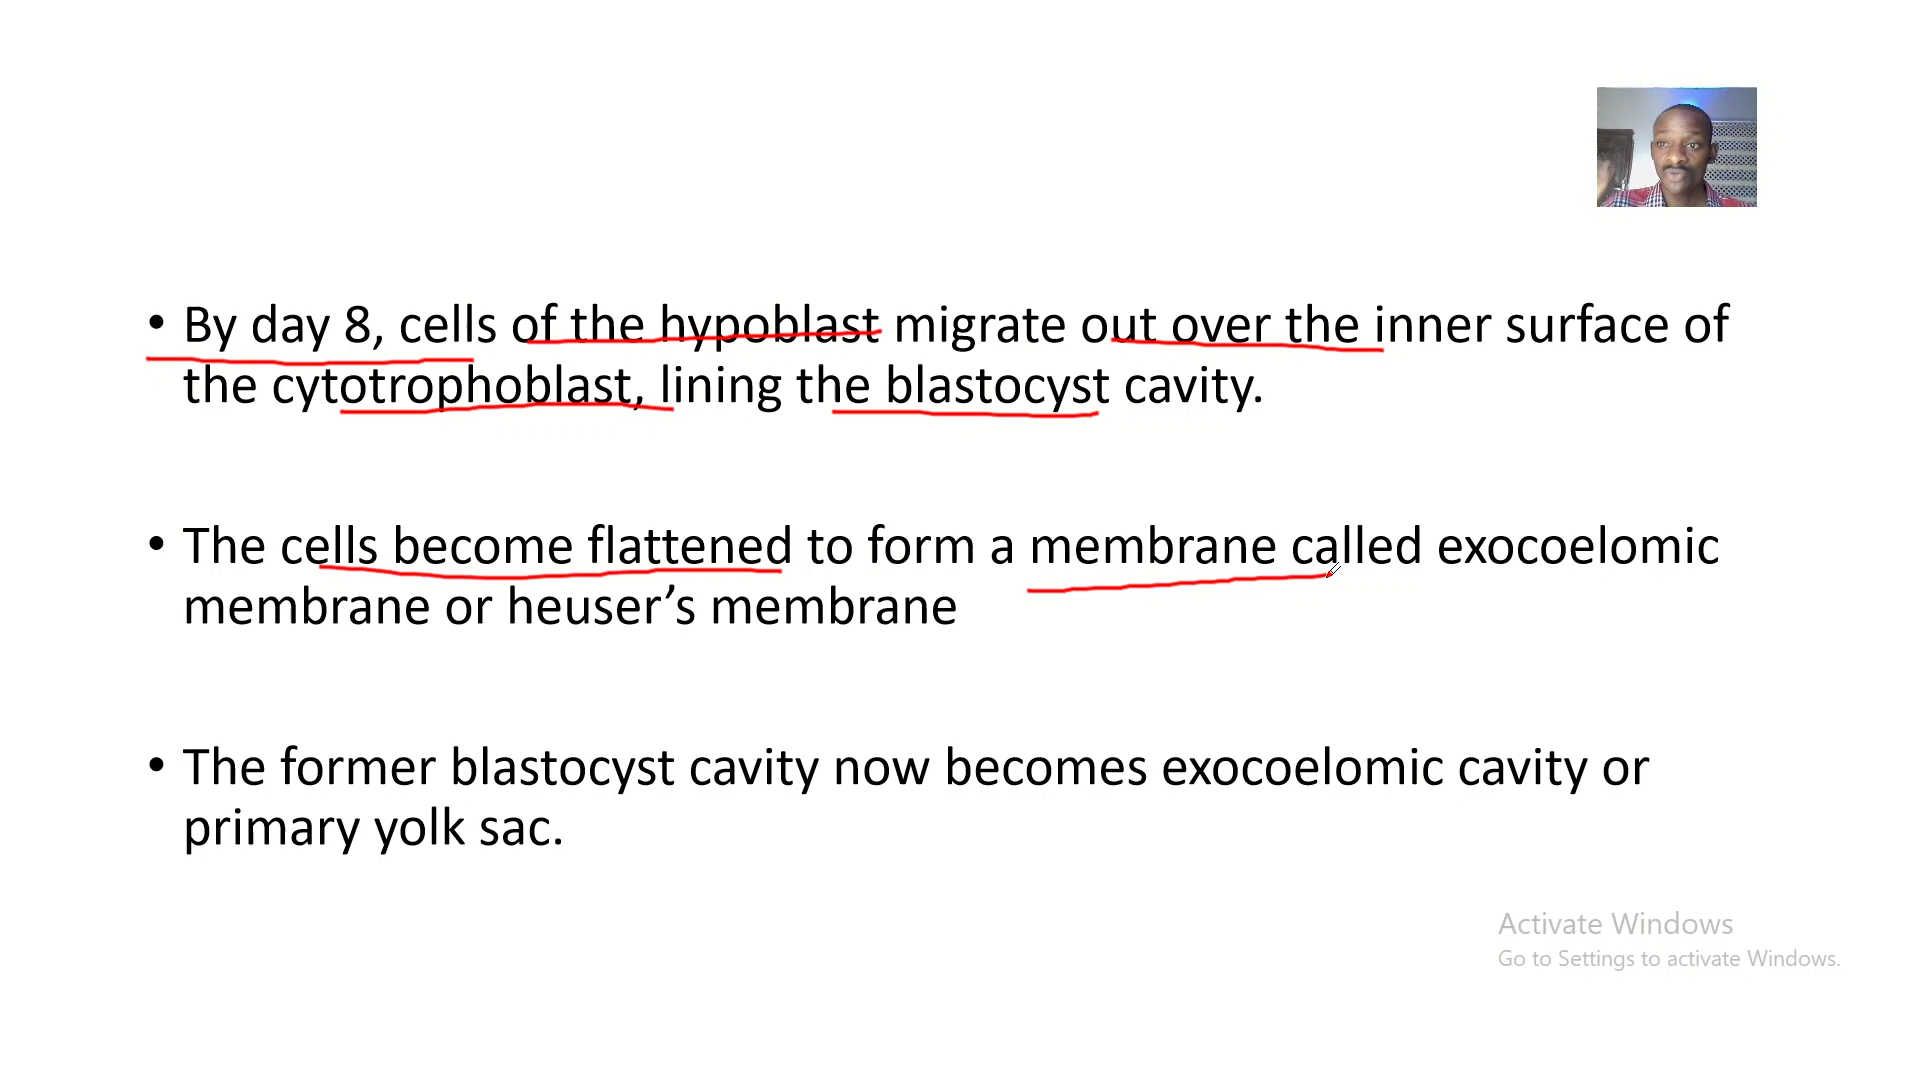 • By day 8, cells of the hypoblast migrate out over the inner surface of
the cytotrophoblast, lining the blastocyst cavity.
• The cells become flattened to form a membrane called exocoelomic
membrane or heuser’s membrane
• The former blastocyst cavity now becomes exocoelomic cavity or
primary yolk sac.
Activate Windows
Go to Settings to activate Windows.